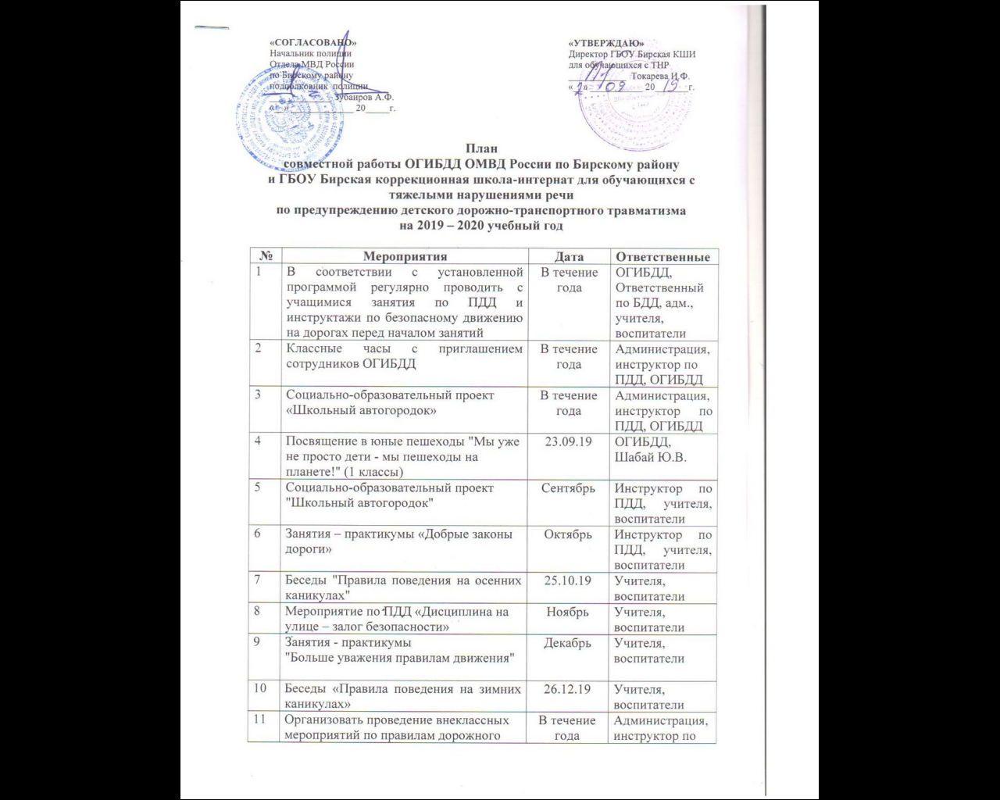 «СОГЛАСОВАНО»
Начальник полиции
Отдела МВД России
по Бирскому району
подполковник полиции
____________ Зубаиров А.Ф.
«__» ____________ 20____г.
«УТВЕРЖДАЮ»
Директор ГБОУ Бирская КШИ
для обучающихся с ТНР
____________ Токарева И.Ф.
«2» 09 2019 г.
План
совместной работы ОГИБДД ОМВД России по Бирскому району
и ГБОУ Бирская коррекционная школа-интернат для обучающихся с
тяжелыми нарушениями речи
по предупреждению детского дорожно-транспортного травматизма
на 2019 – 2020 учебный год
№ Мероприятия Дата Ответственные
1 В соответствии с установленной В течение ОГИБДД,
программой регулярно проводить с года Ответственный
учащимися занятия по ПДД и по БДД, адм.,
инструктажи по безопасному движению учителя,
на дорогах перед началом занятий воспитатели
2 Классные часы с приглашением В течение Администрация,
сотрудников ОГИБДД года инструктор по
ПДД, ОГИБДД
3 Социально-образовательный проект В течение Администрация,
«Школьный автогородок» года инструктор по
ПДД, ОГИБДД
4 Посвящение в юные пешеходы "Мы уже 23.09.19 ОГИБДД,
не просто дети - мы пешеходы на Шабай Ю.В.
планете!" (1 классы)
5 Социально-образовательный проект Сентябрь Инструктор по
"Школьный автогородок" ПДД, учителя,
воспитатели
6 Занятия – практикумы «Добрые законы Октябрь Инструктор по
дороги» ПДД, учителя,
воспитатели
7 Беседы "Правила поведения на осенних 25.10.19 Учителя,
каникулах" воспитатели
8 Мероприятие по ПДД «Дисциплина на Ноябрь Учителя,
улице – залог безопасности» воспитатели
9 Занятия - практикумы Декабрь Учителя,
"Больше уважения правилам движения" воспитатели
10 Беседы «Правила поведения на зимних 26.12.19 Учителя,
каникулах» воспитатели
11 Организовать проведение внеклассных В течение Администрация,
мероприятий по правилам дорожного года инструктор по